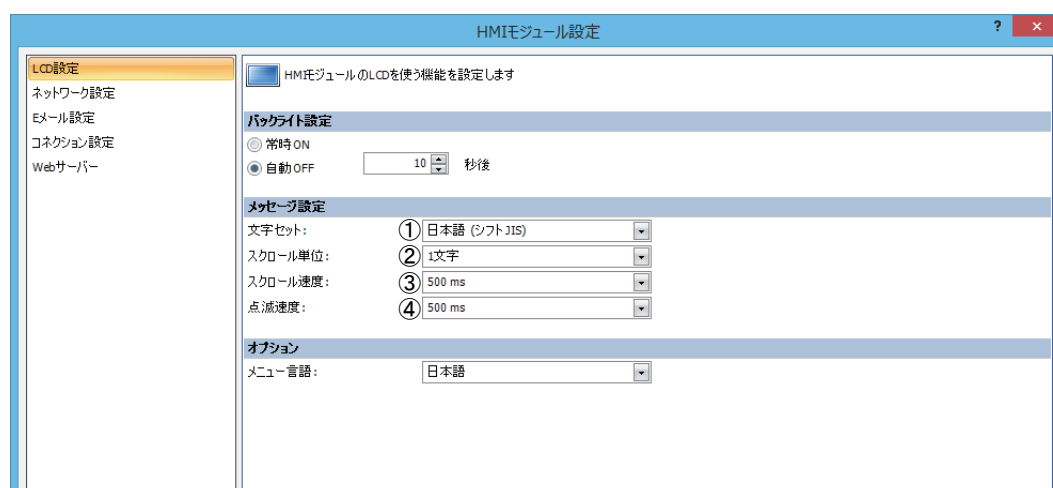 HMIモジュール設定
? ×
LCD設定
ネットワーク設定
Eメール設定
コネクション設定
Webサーバー
HMIモジュールのLCDを使う機能を設定します
バックライト設定
常時ON
自動OFF 10 秒後
メッセージ設定
文字セット: ① 日本語 (シフトJIS)
スクロール単位: ② 1文字
スクロール速度: ③ 500 ms
点滅速度: ④ 500 ms
オプション
メニュー言語: 日本語